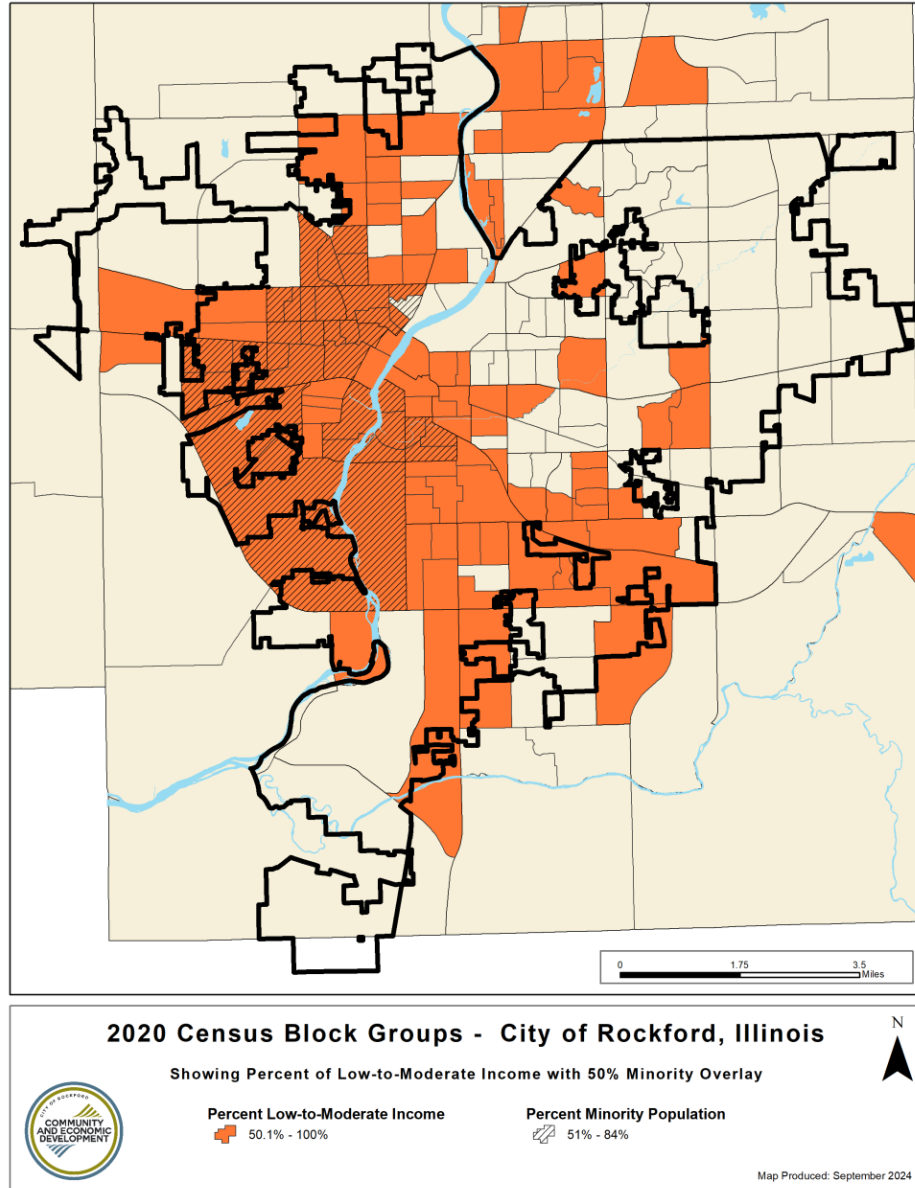 0 1.75 3.5
Miles
2020 Census Block Groups - City of Rockford, Illinois
N
Showing Percent of Low-to-Moderate Income with 50% Minority Overlay
CITY OF ROCKFORD
COMMUNITY
AND ECONOMIC
DEVELOPMENT
Percent Low-to-Moderate Income
50.1% - 100%
Percent Minority Population
51% - 84%
Map Produced: September 2024